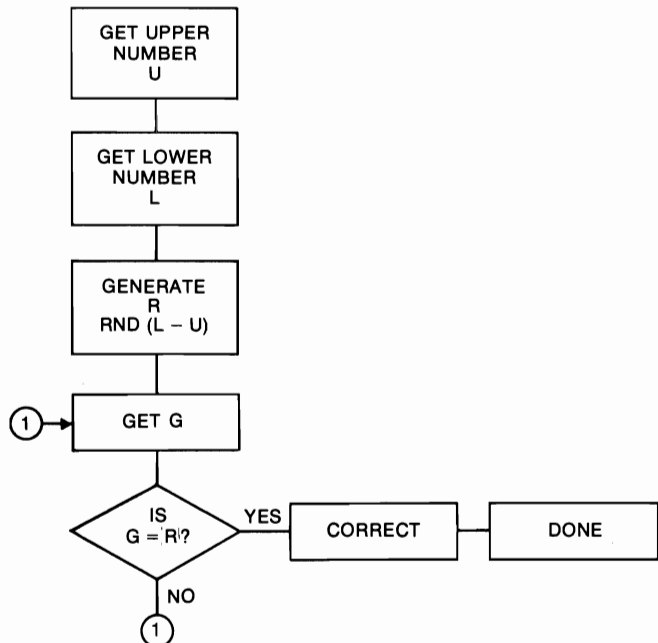 GET UPPER
NUMBER
U
GET LOWER
NUMBER
L
GENERATE
R
RND (L – U)
1
GET G
IS
G = R?
YES
CORRECT
DONE
NO
1